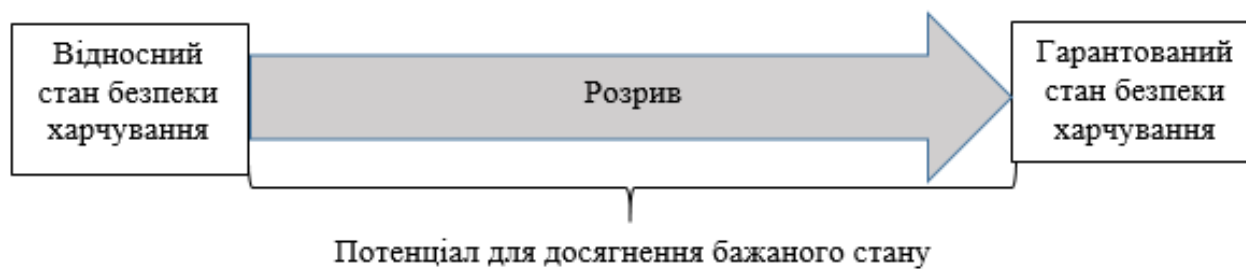 Відносний
стан безпеки
харчування
Розрив
Гарантований
стан безпеки
харчування
Потенціал для досягнення бажаного стану